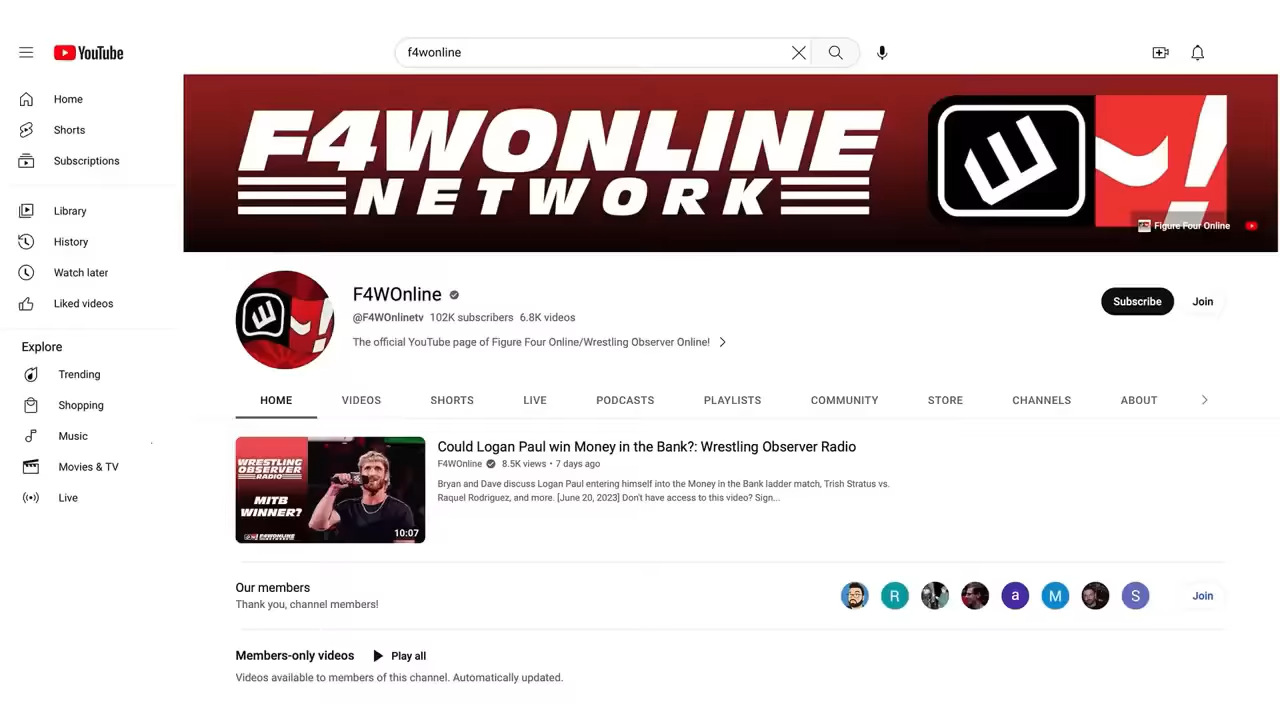 YouTube
f4wonline
Home
Shorts
Subscriptions
Library
History
Watch later
Liked videos
Explore
Trending
Shopping
Music
Movies & TV
Live
F4WONLINE
NETWORK
Figure Four Online
F4WOnline
@F4WOnlinetv 102K subscribers 6.8K videos
The official YouTube page of Figure Four Online/Wrestling Observer Online!
Subscribe
Join
HOME VIDEOS SHORTS LIVE PODCASTS PLAYLISTS COMMUNITY STORE CHANNELS ABOUT
WRESTLING
OBSERVER
RADIO
MITB
WINNER?
F4WONLINE
10:07
Could Logan Paul win Money in the Bank?: Wrestling Observer Radio
F4WOnline 8.5K views • 7 days ago
Bryan and Dave discuss Logan Paul entering himself into the Money in the Bank ladder match, Trish Stratus vs.
Raquel Rodriguez, and more. [June 20, 2023] Don't have access to this video? Sign...
Our members
Thank you, channel members!
R
a
M
S
Join
Members-only videos Play all
Videos available to members of this channel. Automatically updated.